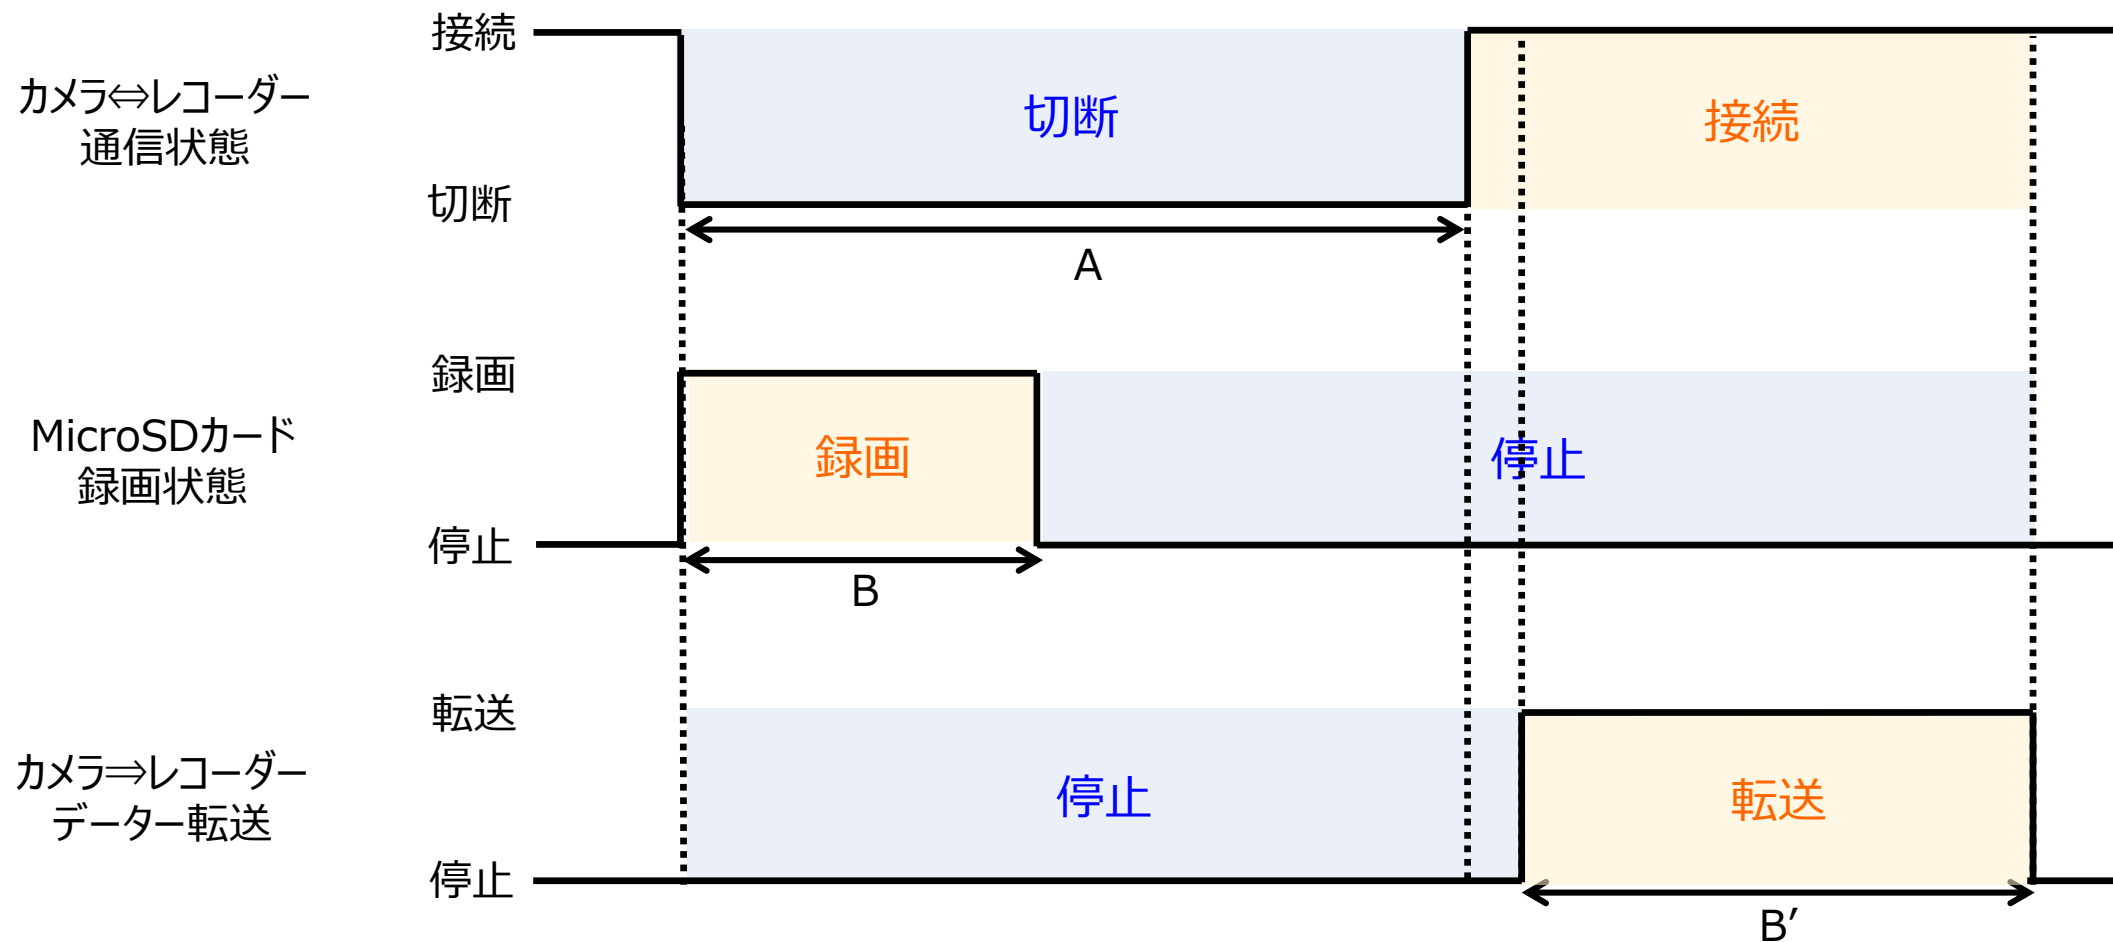 接続
カメラ⇔レコーダー
通信状態
切断
接続
切断
A
録画
MicroSDカード
録画状態
録画
停止
停止
B
転送
カメラ⇒レコーダー
データー転送
停止
転送
停止
B′